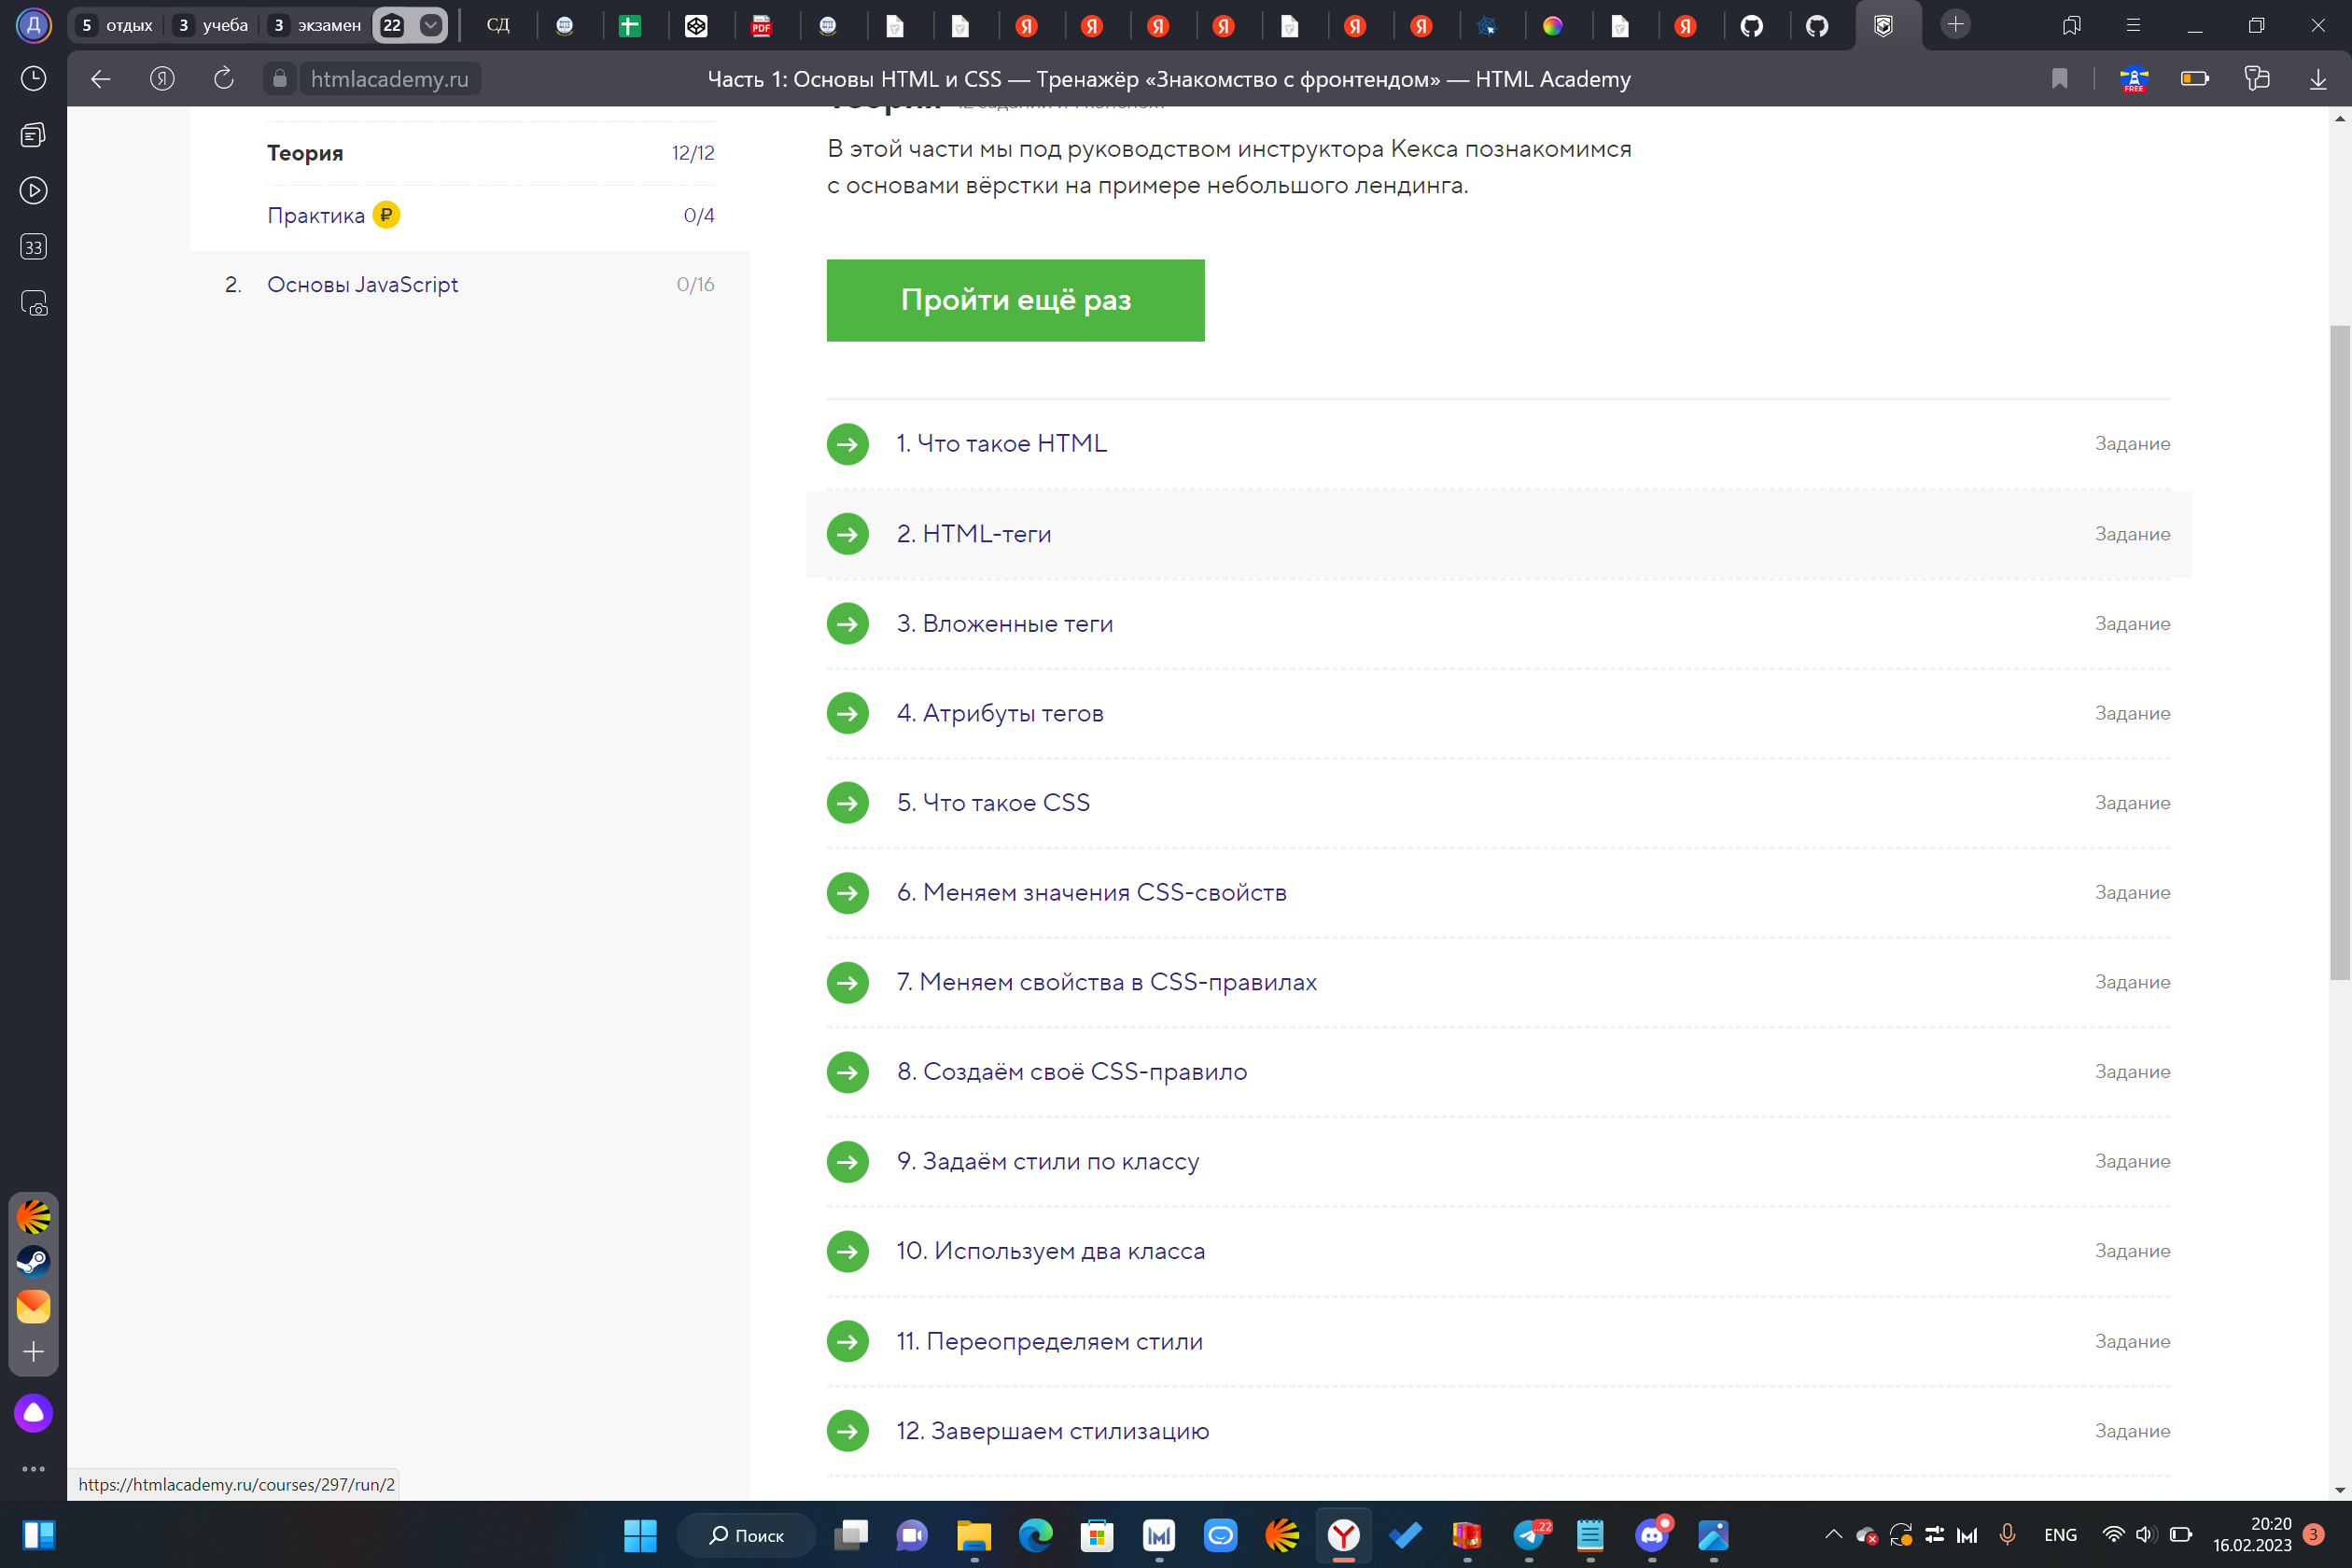 Д 5 отдых 3 учеба 3 экзамен 22 СД
htmlacademy.ru Часть 1: Основы HTML и CSS — Тренажёр «Знакомство с фронтендом» — HTML Academy FREE
33
Теория 12/12
Практика ₽ 0/4
2. Основы JavaScript 0/16
Теория
В этой части мы под руководством инструктора Кекса познакомимся
с основами вёрстки на примере небольшого лендинга.
Пройти ещё раз
1. Что такое HTML Задание
2. HTML-теги Задание
3. Вложенные теги Задание
4. Атрибуты тегов Задание
5. Что такое CSS Задание
6. Меняем значения CSS-свойств Задание
7. Меняем свойства в CSS-правилах Задание
8. Создаём своё CSS-правило Задание
9. Задаём стили по классу Задание
10. Используем два класса Задание
11. Переопределяем стили Задание
12. Завершаем стилизацию Задание
https://htmlacademy.ru/courses/297/run/2
Поиск
..22
ENG
20:20
16.02.2023
3